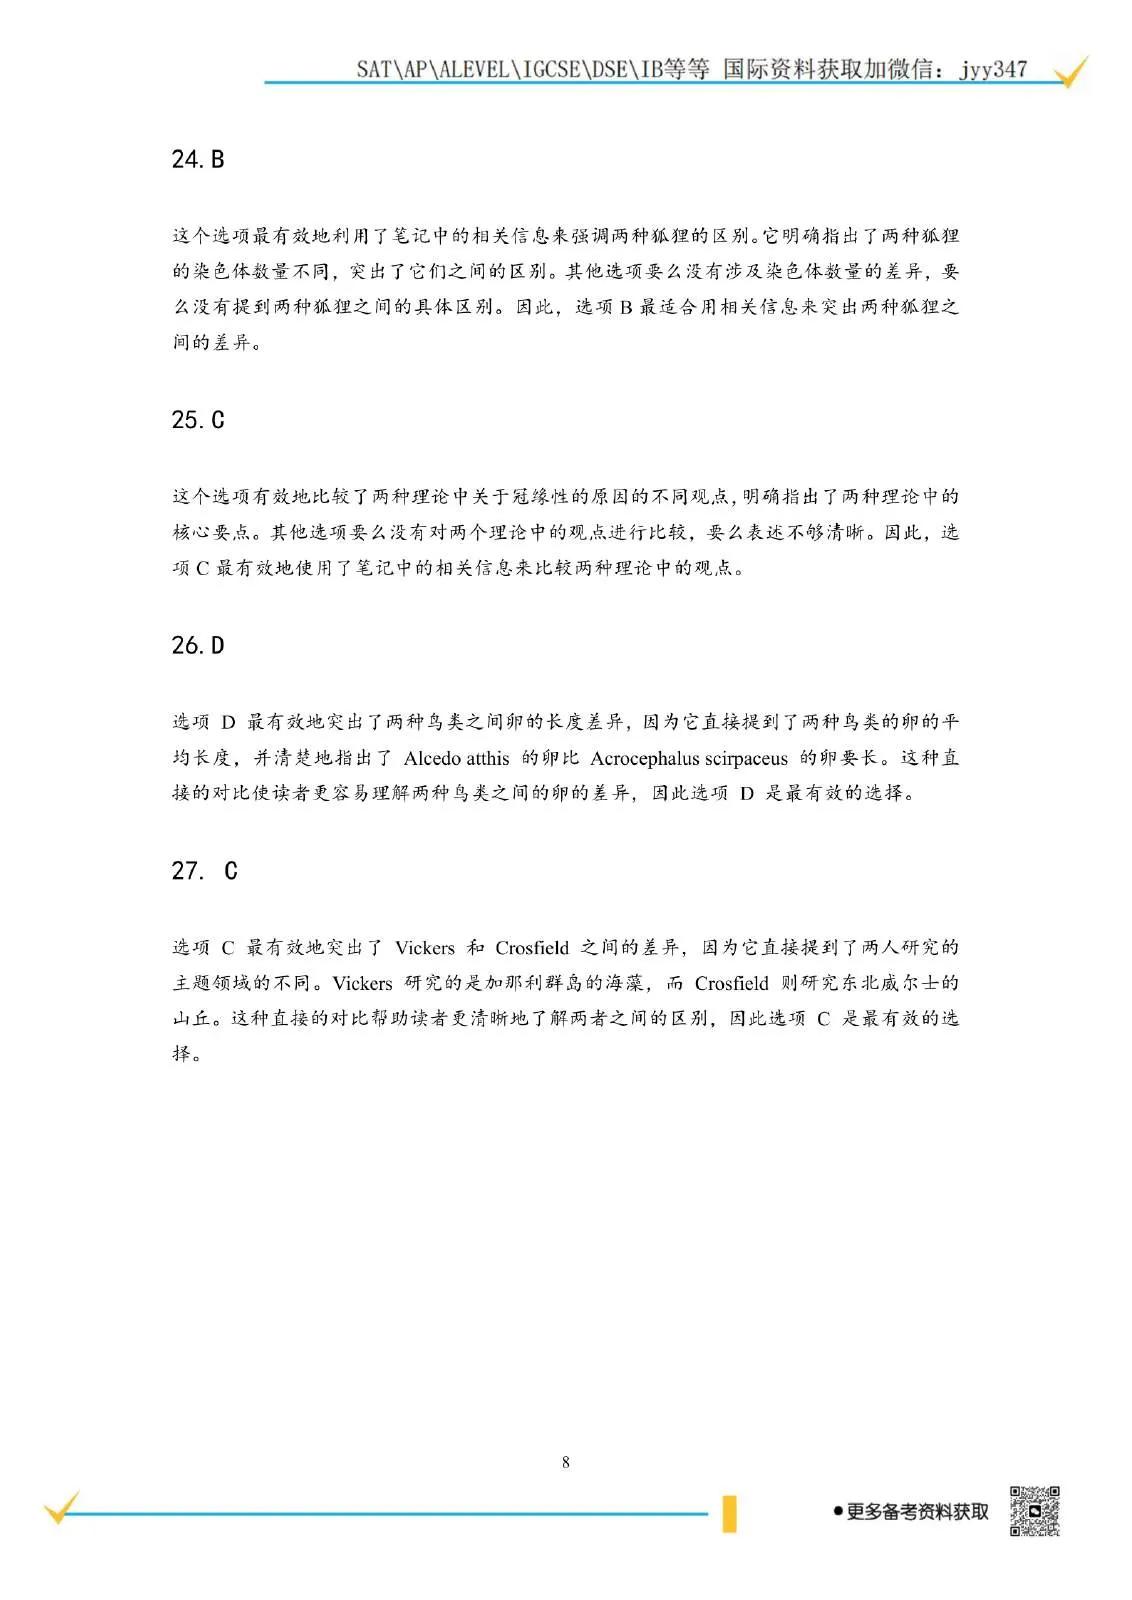 SAT\AP\ALEVEL\IGCSE\DSE\IB等等 国际资料获取加微信：jyy347
24.B
这个选项最有效地利用了笔记中的相关信息来强调两种狐狸的区别。它明确指出了两种狐狸
的染色体数量不同，突出了它们之间的区别。其他选项要么没有涉及染色体数量的差异，要
么没有提到两种狐狸之间的具体区别。因此，选项 B 最适合用相关信息来突出两种狐狸之
间的差异。
25.C
这个选项有效地比较了两种理论中关于冠缘性的原因的不同观点，明确指出了两种理论中的
核心要点。其他选项要么没有对两个理论中的观点进行比较，要么表述不够清晰。因此，选
项 C 最有效地使用了笔记中的相关信息来比较两种理论中的观点。
26.D
选项 D 最有效地突出了两种鸟类之间卵的长度差异，因为它直接提到了两种鸟类的卵的平
均长度，并清楚地指出了 Alcedo atthis 的卵比 Acrocephalus scirpaceus 的卵要长。这种直
接的对比使读者更容易理解两种鸟类之间的卵的差异，因此选项 D 是最有效的选择。
27. C
选项 C 最有效地突出了 Vickers 和 Crosfield 之间的差异，因为它直接提到了两人研究的
主题领域的不同。Vickers 研究的是加那利群岛的海藻，而 Crosfield 则研究东北威尔士的
山丘。这种直接的对比帮助读者更清晰地了解两者之间的区别，因此选项 C 是最有效的选
择。
8
●更多备考资料获取